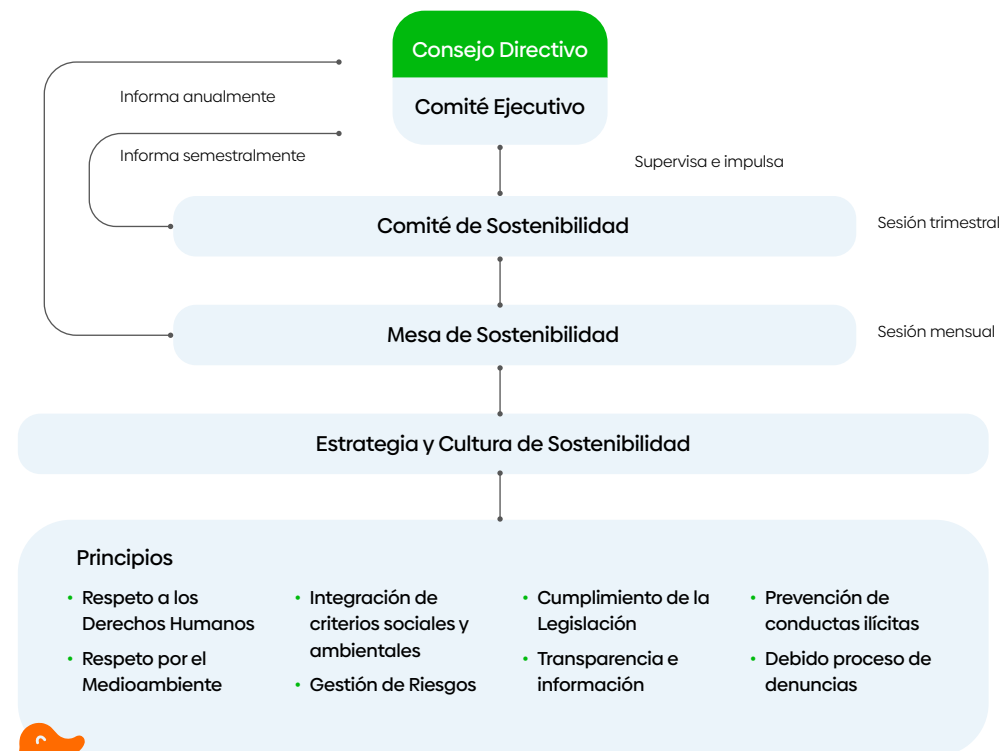 Consejo Directivo
Comité Ejecutivo
Informa anualmente
Informa semestralmente
Supervisa e impulsa
Comité de Sostenibilidad
Sesión trimestral
Mesa de Sostenibilidad
Sesión mensual
Estrategia y Cultura de Sostenibilidad
Principios
• Respeto a los
Derechos Humanos
• Respeto por el
Medioambiente
• Integración de
criterios sociales y
ambientales
• Gestión de Riesgos
• Cumplimiento de la
Legislación
• Transparencia e
información
• Prevención de
conductas ilícitas
• Debido proceso de
denuncias